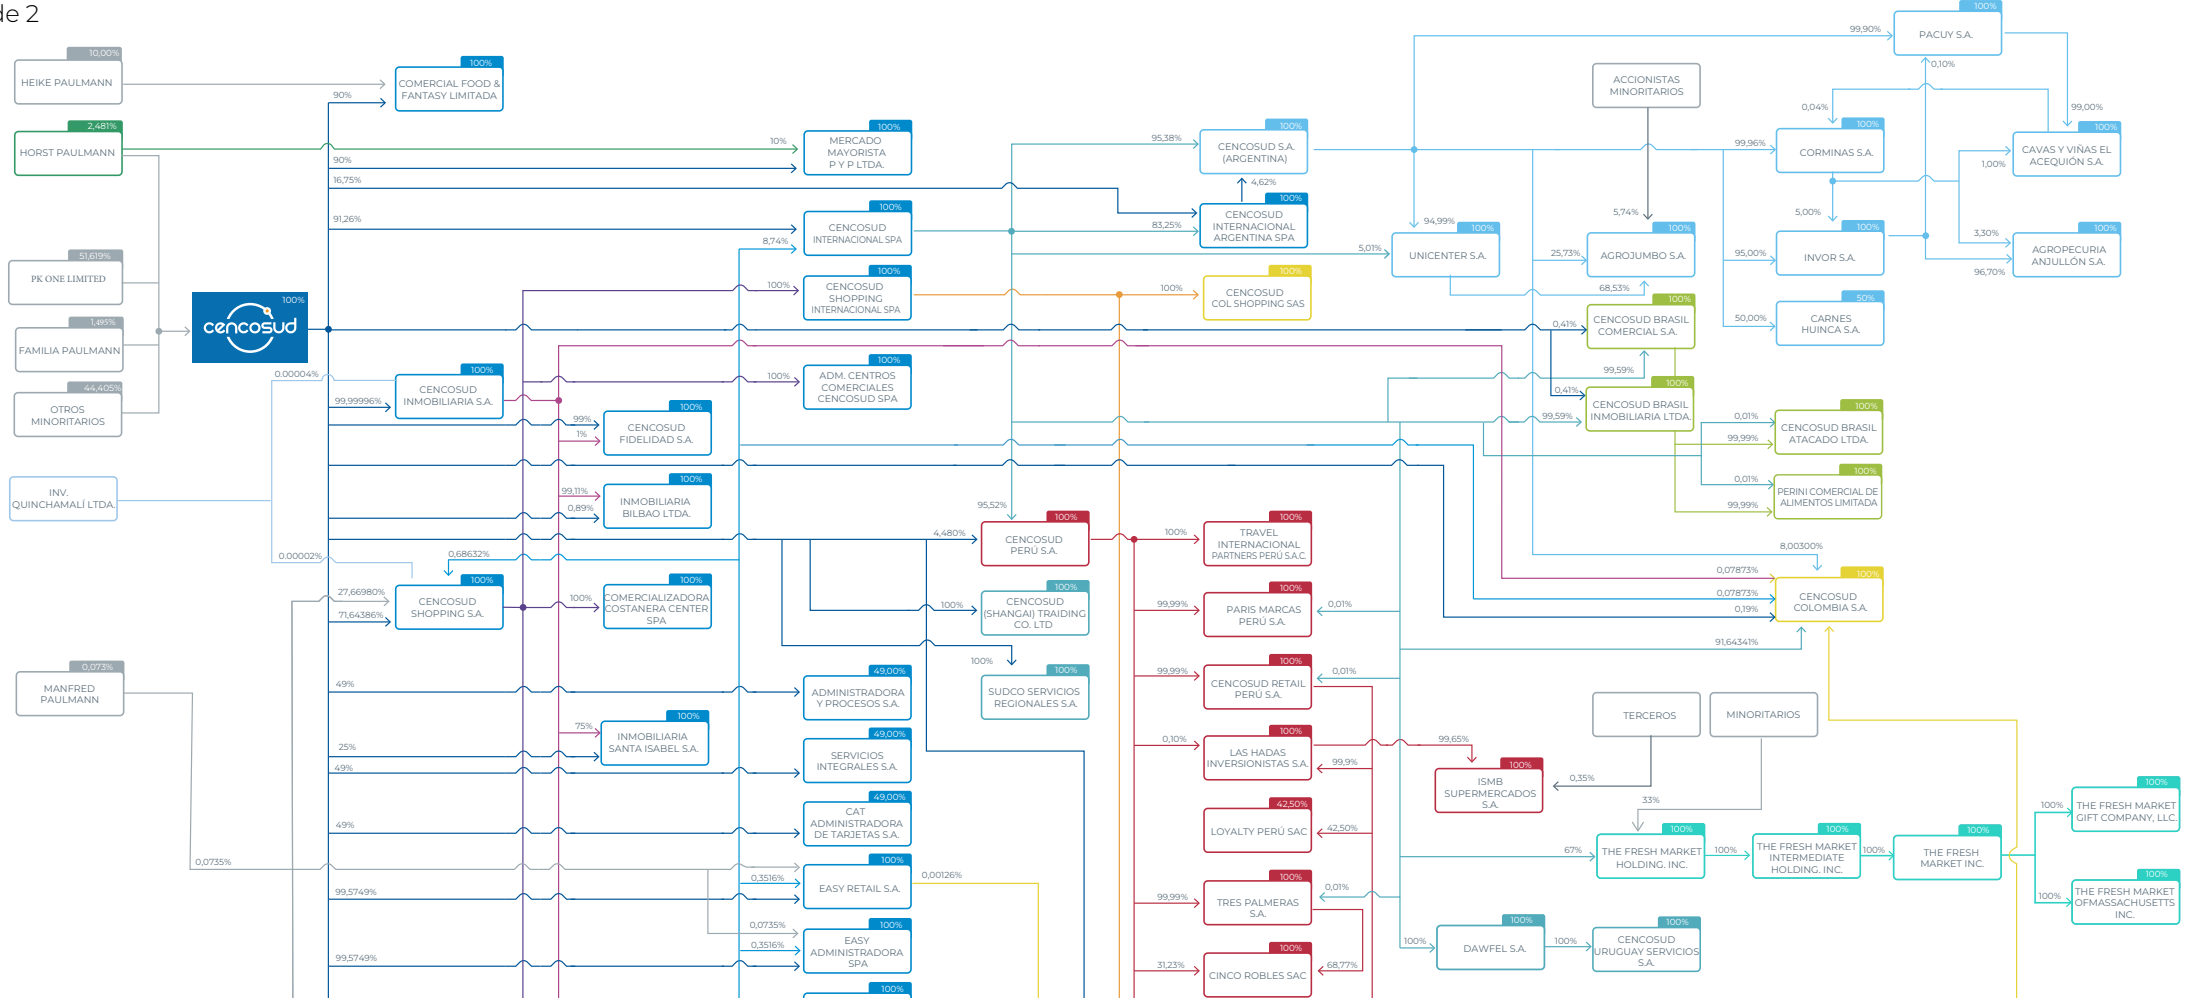 de 2
10,00%
HEIKE PAULMANN
2,481%
HORST PAULMANN
51,619%
PK ONE LIMITED
1,495%
FAMILIA PAULMANN
44,405%
OTROS
MINORITARIOS
INV.
QUINCHAMALÍ LTDA.
0,073%
MANFRED
PAULMANN
100%
cencosud
90%
90%
16,75%
91,26%
0.00004%
99,99996%
0.00002%
27,66980%
71,64386%
49%
25%
49%
49%
0,0735%
99,5749%
99,5749%
100%
COMERCIAL FOOD &
FANTASY LIMITADA
100%
CENCOSUD
INMOBILIARIA S.A.
0,68632%
100%
CENCOSUD
SHOPPING S.A.
99%
1%
100%
CENCOSUD
FIDELIDAD S.A.
99,11%
0,89%
100%
INMOBILIARIA
BILBAO LTDA.
100%
100%
COMERCIALIZADORA
COSTANERA CENTER
SPA
75%
100%
INMOBILIARIA
SANTA ISABEL S.A.
10%
100%
MERCADO
MAYORISTA
P Y P LTDA.
8,74%
100%
CENCOSUD
INTERNACIONAL SPA
100%
100%
CENCOSUD
SHOPPING
INTERNACIONAL SPA
100%
100%
ADM. CENTROS
COMERCIALES
CENCOSUD SPA
49,00%
ADMINISTRADORA
Y PROCESOS S.A.
49,00%
SERVICIOS
INTEGRALES S.A.
49,00%
CAT
ADMINISTRADORA
DE TARJETAS S.A.
0,3516%
100%
EASY RETAIL S.A.
0,00126%
0,0735%
0,3516%
100%
EASY
ADMINISTRADORA
SPA
100%
95,52%
4,480%
100%
CENCOSUD
PERÚ S.A.
100%
100%
CENCOSUD
(SHANGAI) TRAIDING
CO. LTD
100%
100%
SUDCO SERVICIOS
REGIONALES S.A.
95,38%
100%
CENCOSUD S.A.
(ARGENTINA)
4,62%
83,25%
100%
CENCOSUD
INTERNACIONAL
ARGENTINA SPA
100%
100%
CENCOSUD
COL SHOPPING SAS
100%
100%
TRAVEL
INTERNACIONAL
PARTNERS PERÚ S.A.C.
99,99%
100%
PARIS MARCAS
PERÚ S.A.
0,01%
99,99%
100%
CENCOSUD RETAIL
PERÚ S.A.
0,01%
0,10%
100%
LAS HADAS
INVERSIONISTAS S.A.
99,9%
42,50%
LOYALTY PERÚ SAC
42,50%
99,99%
100%
TRES PALMERAS
S.A.
0,01%
31,23%
100%
CINCO ROBLES SAC
68,77%
99,65%
100%
ISMB
SUPERMERCADOS
S.A.
0,35%
100%
100%
DAWFEL S.A.
100%
100%
CENCOSUD
URUGUAY SERVICIOS
S.A.
5,01%
94,99%
100%
UNICENTER S.A.
ACCIONISTAS
MINORITARIOS
5,74%
25,73%
100%
AGROJUMBO S.A.
68,53%
0,41%
100%
CENCOSUD BRASIL
COMERCIAL S.A.
99,59%
0,41%
99,59%
100%
CENCOSUD BRASIL
INMOBILIARIA LTDA.
99,90%
100%
PACUY S.A.
0,10%
99,00%
0,04%
99,96%
100%
CORMINAS S.A.
1,00%
100%
CAVAS Y VIÑAS EL
ACEQUIÓN S.A.
5,00%
95,00%
100%
INVOR S.A.
3,30%
96,70%
100%
AGROPECURIA
ANJULLÓN S.A.
50,00%
50%
CARNES
HUINCA S.A.
0,01%
99,99%
100%
CENCOSUD BRASIL
ATACADO LTDA.
0,01%
99,99%
100%
PERINI COMERCIAL DE
ALIMENTOS LIMITADA
8,00300%
0,07873%
0,07873%
0,19%
91,64341%
100%
CENCOSUD
COLOMBIA S.A.
TERCEROS
MINORITARIOS
33%
67%
100%
THE FRESH MARKET
HOLDING. INC.
100%
100%
THE FRESH MARKET
INTERMEDIATE
HOLDING. INC.
100%
100%
THE FRESH
MARKET INC.
100%
100%
THE FRESH MARKET
GIFT COMPANY, LLC.
100%
100%
THE FRESH MARKET
OFMASSACHUSETTS
INC.